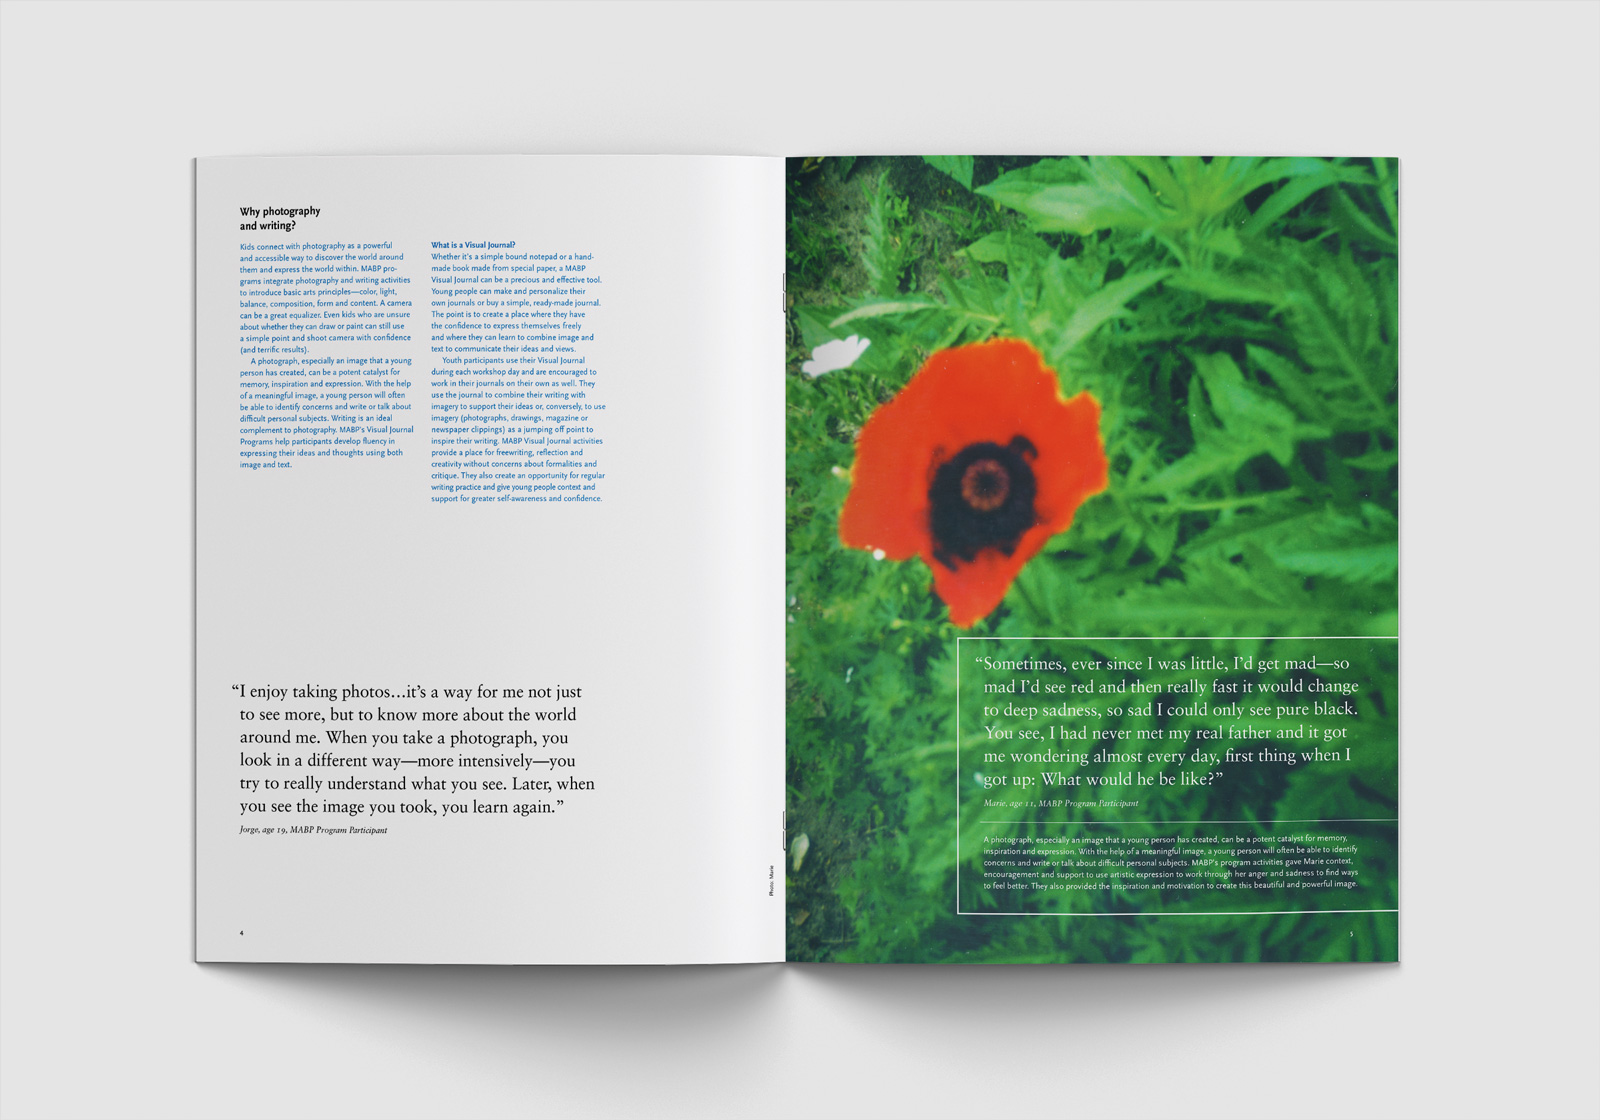 Why photography
and writing?
Kids connect with photography as a powerful
and accessible way to discover the world around
them and express the world within. MABP pro-
grams integrate photography and writing activities
to introduce basic arts principles—color, light,
balance, composition, form and content. A camera
can be a great equalizer. Even kids who are unsure
about whether they can draw or paint can still use
a simple point and shoot camera with confidence
(and terrific results).
A photograph, especially an image that a young
person has created, can be a potent catalyst for
memory, inspiration and expression. With the help
of a meaningful image, a young person will often
be able to identify concerns and write or talk about
difficult personal subjects. Writing is an ideal
complement to photography. MABP's Visual Journal
Programs help participants develop fluency in
expressing their ideas and thoughts using both
image and text.
What is a Visual Journal?
Whether it's a simple bound notepad or a hand-
made book made from special paper, a MABP
Visual Journal can be a precious and effective tool.
Young people can make and personalize their
own journals or buy a simple, ready-made journal.
The point is to create a place where they have
the confidence to express themselves freely
and where they can learn to combine image and
text to communicate their ideas and views.
Youth participants use their Visual Journal
during each workshop day and are encouraged to
work in their journals on their own as well. They
use the journal to combine their writing with
imagery to support their ideas or, conversely, to use
imagery (photographs, drawings, magazine or
newspaper clippings) as a jumping off point to
inspire their writing. MABP Visual Journal activities
provide a place for freewriting, reflection and
creativity without concerns about formalities and
critique. They also create an opportunity for regular
writing practice and give young people context and
support for greater self-awareness and confidence.
“I enjoy taking photos…it’s a way for me not just
to see more, but to know more about the world
around me. When you take a photograph, you
look in a different way—more intensively—you
try to really understand what you see. Later, when
you see the image you took, you learn again.”
Jorge, age 19, MABP Program Participant
4
Photo: Marie
“Sometimes, ever since I was little, I’d get mad—so
mad I’d see red and then really fast it would change
to deep sadness, so sad I could only see pure black.
You see, I had never met my real father and it got
me wondering almost every day, first thing when I
got up: What would he be like?”
Marie, age 11, MABP Program Participant
A photograph, especially an image that a young person has created, can be a potent catalyst for memory,
inspiration and expression. With the help of a meaningful image, a young person will often be able to identify
concerns and write or talk about difficult personal subjects. MABP's program activities gave Marie context,
encouragement and support to use artistic expression to work through her anger and sadness to find ways
to feel better. They also provided the inspiration and motivation to create this beautiful and powerful image.
5